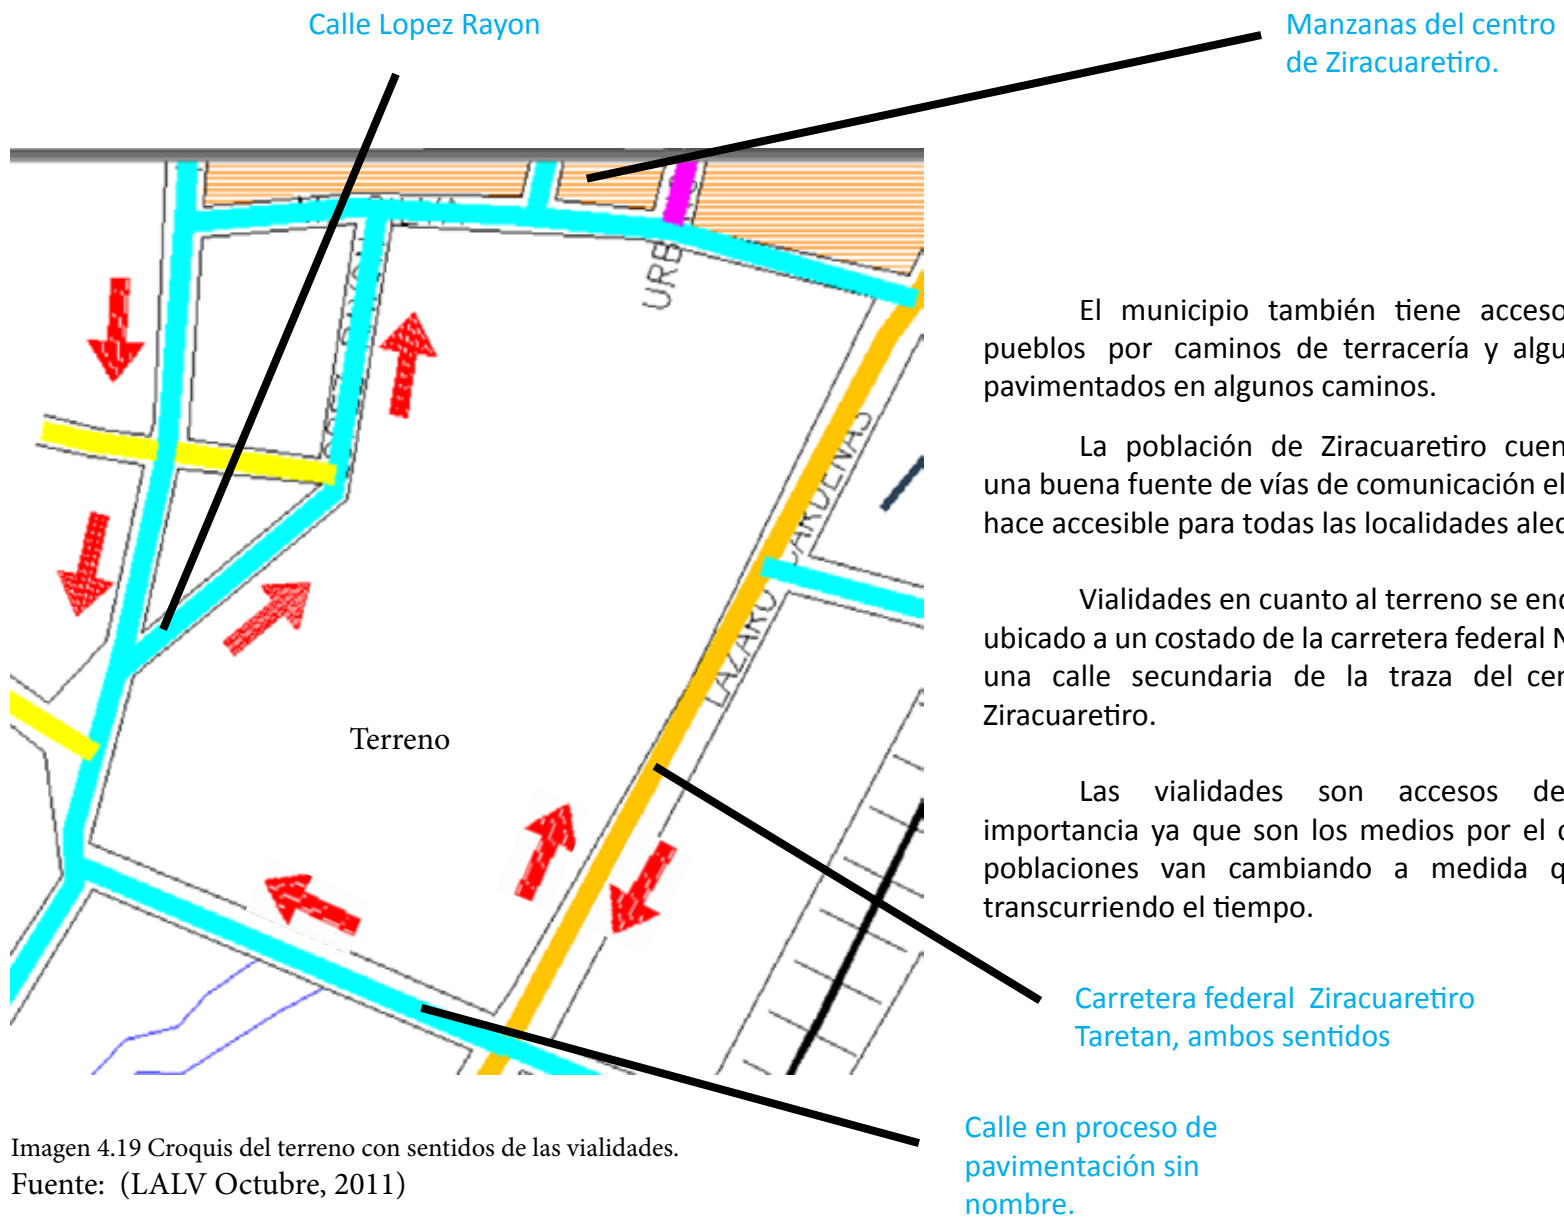 Calle Lopez Rayon
Manzanas del centro
de Ziracuaretiro.
URB
LAZARO CARDENAS
Terreno
El municipio también tiene acceso
pueblos por caminos de terracería y algu
pavimentados en algunos caminos.
La población de Ziracuaretiro cuen
una buena fuente de vías de comunicación el
hace accesible para todas las localidades aled
Vialidades en cuanto al terreno se enc
ubicado a un costado de la carretera federal N
una calle secundaria de la traza del cen
Ziracuaretiro.
Las vialidades son accesos de
importancia ya que son los medios por el c
poblaciones van cambiando a medida q
transcurriendo el tiempo.
Carretera federal Ziracuaretiro
Taretan, ambos sentidos
Calle en proceso de
pavimentación sin
nombre.
Imagen 4.19 Croquis del terreno con sentidos de las vialidades.
Fuente: (LALV Octubre, 2011)